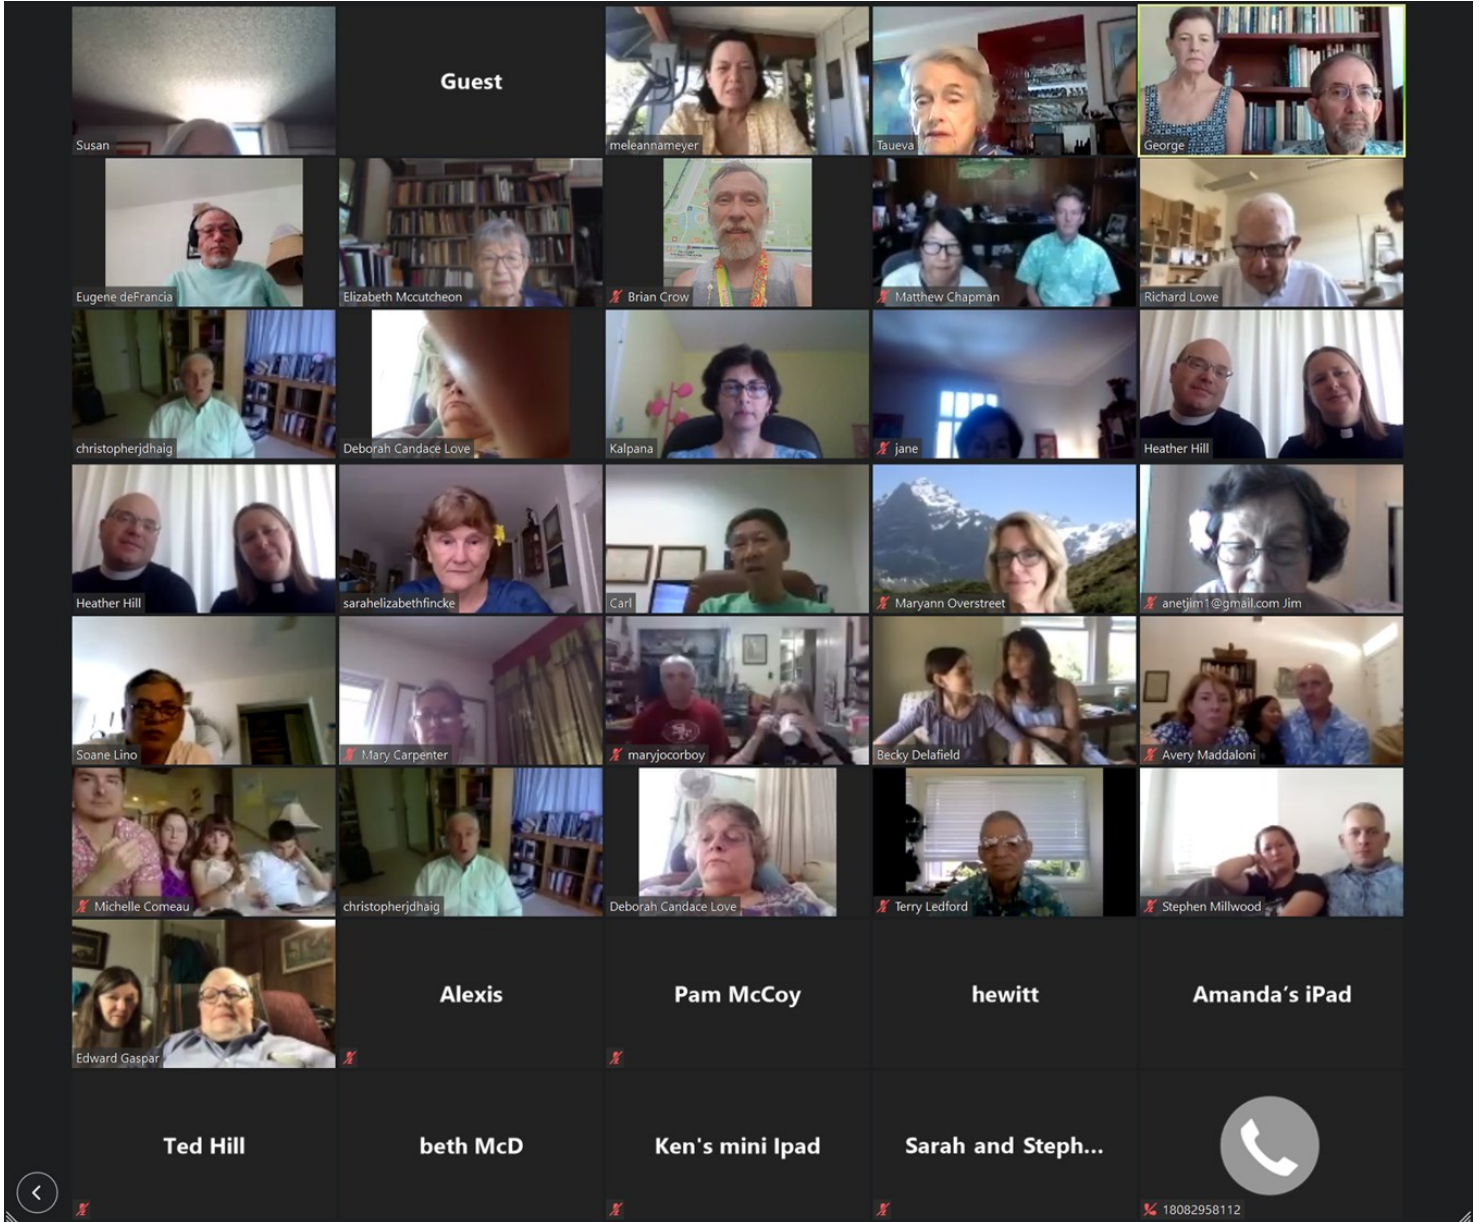 Susan
Guest
meleannameyer
Taueva
George
Eugene deFrancia
Elizabeth Mccutcheon
Brian Crow
Matthew Chapman
Richard Lowe
christopherjdhaig
Deborah Candace Love
Kalpana
jane
Heather Hill
Heather Hill
sarahelizabethfincke
Carl
Maryann Overstreet
anetjim1@gmail.com Jim
Soane Lino
Mary Carpenter
maryjocorboy
Becky Delafield
Avery Maddaloni
Michelle Comeau
christopherjdhaig
Deborah Candace Love
Terry Ledford
Stephen Millwood
Edward Gaspar
Alexis
Pam McCoy
hewitt
Amanda's iPad
Ted Hill
beth McD
Ken's mini Ipad
Sarah and Steph...
18082958112